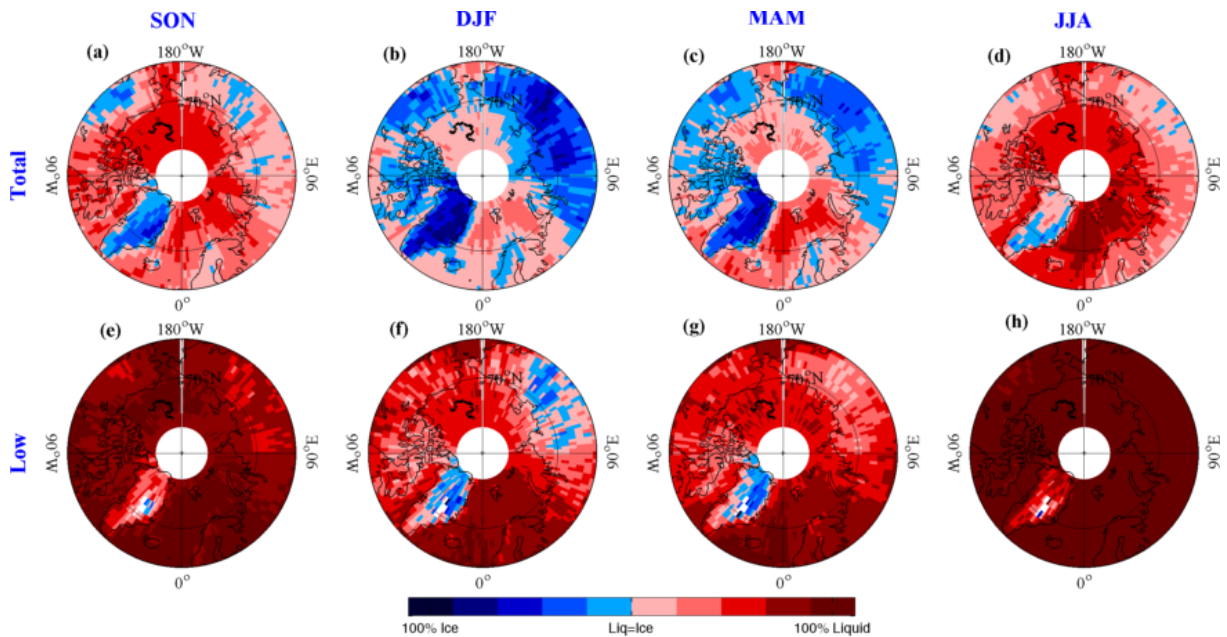 SON DJF MAM JJA
(a) 180°W (b) 180°W (c) 180°W (d) 180°W
70°N 70°N 70°N 70°N
Total 90°W 90°E 90°W 90°E 90°W 90°E 90°W 90°E
0° 0° 0° 0°
(e) 180°W (f) 180°W (g) 180°W (h) 180°W
70°N 70°N 70°N 70°N
Low 90°W 90°E 90°W 90°E 90°W 90°E 90°W 90°E
0° 0° 0° 0°
100% Ice Liq=Ice 100% Liquid